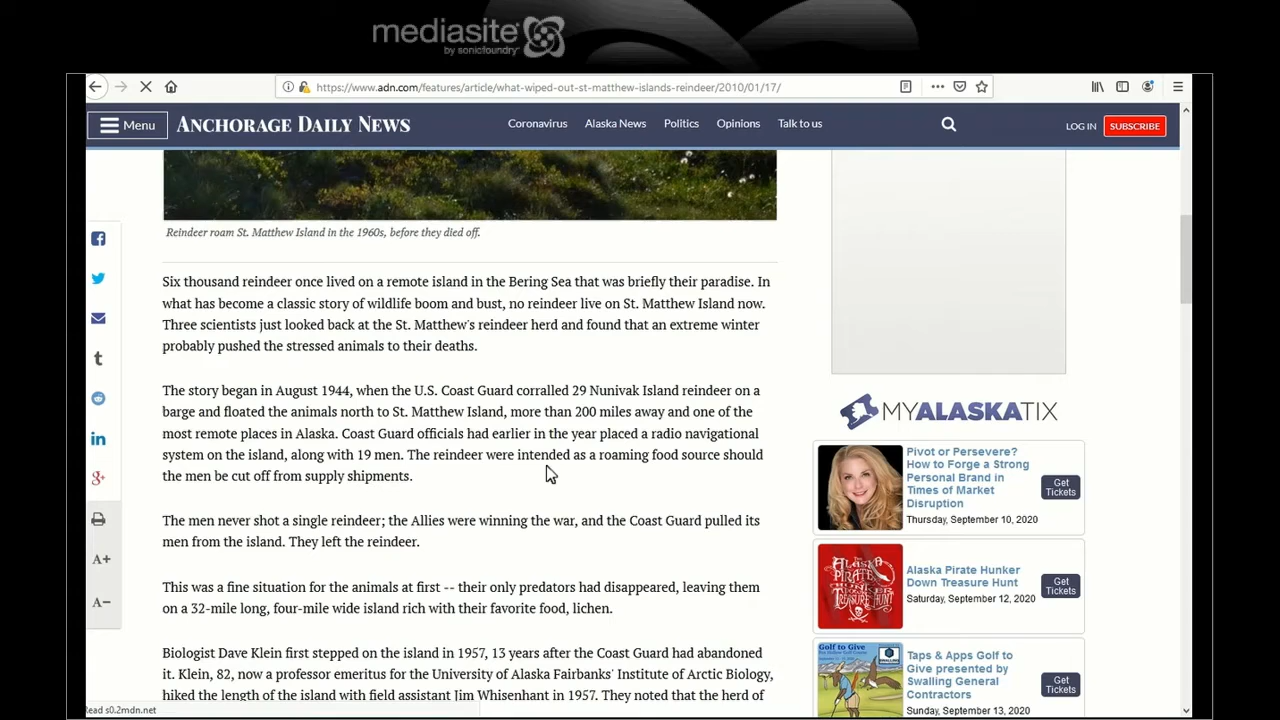 mediasite
by sonicfoundry
https://www.adn.com/features/article/what-wiped-out-st-matthew-islands-reindeer/2010/01/17/
Menu
ANCHORAGE DAILY NEWS
Coronavirus
Alaska News
Politics
Opinions
Talk to us
LOG IN
SUBSCRIBE
Reindeer roam St. Matthew Island in the 1960s, before they died off.
Six thousand reindeer once lived on a remote island in the Bering Sea that was briefly their paradise. In
what has become a classic story of wildlife boom and bust, no reindeer live on St. Matthew Island now.
Three scientists just looked back at the St. Matthew's reindeer herd and found that an extreme winter
probably pushed the stressed animals to their deaths.
The story began in August 1944, when the U.S. Coast Guard corralled 29 Nunivak Island reindeer on a
barge and floated the animals north to St. Matthew Island, more than 200 miles away and one of the
most remote places in Alaska. Coast Guard officials had earlier in the year placed a radio navigational
system on the island, along with 19 men. The reindeer were intended as a roaming food source should
the men be cut off from supply shipments.
The men never shot a single reindeer; the Allies were winning the war, and the Coast Guard pulled its
men from the island. They left the reindeer.
This was a fine situation for the animals at first -- their only predators had disappeared, leaving them
on a 32-mile long, four-mile wide island rich with their favorite food, lichen.
Biologist Dave Klein first stepped on the island in 1957, 13 years after the Coast Guard had abandoned
it. Klein, 82, now a professor emeritus for the University of Alaska Fairbanks' Institute of Arctic Biology,
hiked the length of the island with field assistant Jim Whisenhant in 1957. They noted that the herd of
A+
A-
MYALASKATIX
Pivot or Persevere?
How to Forge a Strong
Personal Brand in
Times of Market
Disruption
Thursday, September 10, 2020
Get
Tickets
ALASKA
PIRATE
TREASURE HUNT
Alaska Pirate Hunker
Down Treasure Hunt
Saturday, September 12, 2020
Get
Tickets
Golf to Give
Taps & Apps Golf to
Give presented by
Swalling General
Contractors
Sunday, September 13, 2020
Get
Tickets
Read s0.2mdn.net